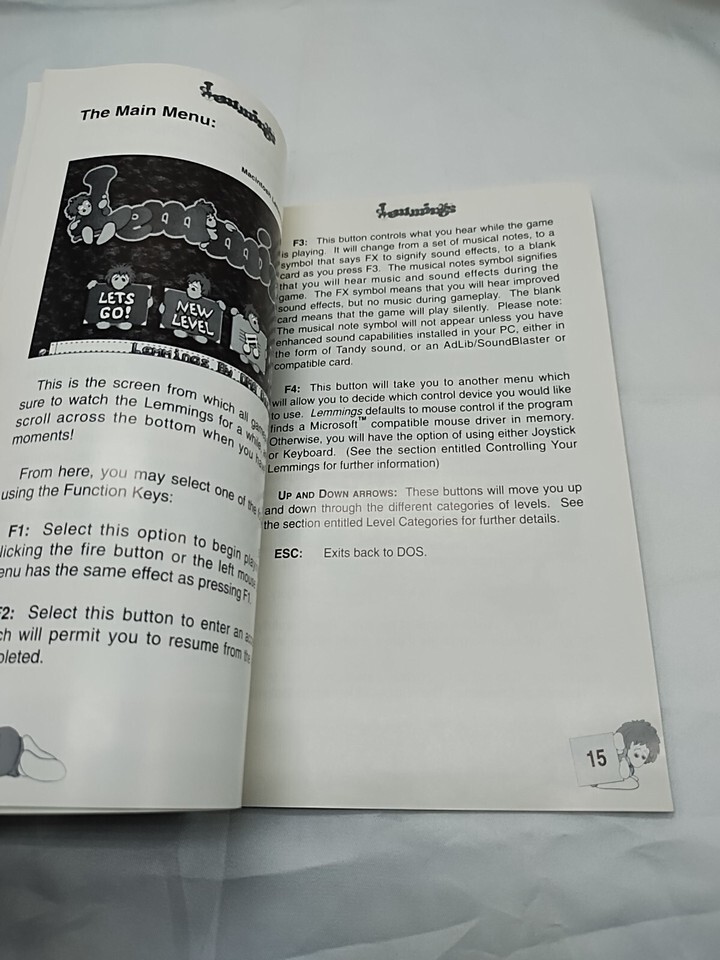 Lemmings
The Main Menu:
Macintosh
Lemmings
LETS
GO!
NEW
LEVEL
This is the screen from which all
sure to watch the Lemmings for a while
scroll across the bottom when you
moments!
From here, you may select one of the
using the Function Keys:
F1: Select this option to begin
licking the fire button or the left mouse
enu has the same effect as pressing F1.
F2: Select this button to enter an
ch will permit you to resume from the
pleted.
Lemmings
F3: This button controls what you hear while the game
is playing. It will change from a set of musical notes, to a
symbol that says FX to signify sound effects, to a blank
card as you press F3. The musical notes symbol signifies
that you will hear music and sound effects during the
game. The FX symbol means that you will hear improved
sound effects, but no music during gameplay. The blank
card means that the game will play silently. Please note:
The musical note symbol will not appear unless you have
enhanced sound capabilities installed in your PC, either in
the form of Tandy sound, or an AdLib/SoundBlaster or
compatible card.
F4: This button will take you to another menu which
will allow you to decide which control device you would like
to use. Lemmings defaults to mouse control if the program
finds a Microsoft™ compatible mouse driver in memory.
Otherwise, you will have the option of using either Joystick
or Keyboard. (See the section entitled Controlling Your
Lemmings for further information)
UP AND DOWN ARROWS: These buttons will move you up
and down through the different categories of levels. See
the section entitled Level Categories for further details.
ESC: Exits back to DOS.
15